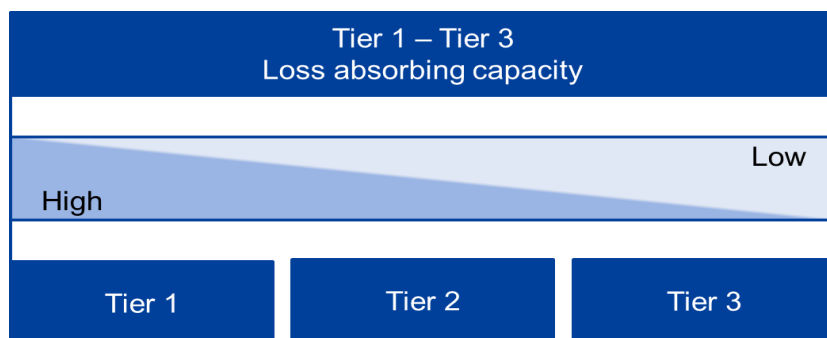 Tier 1 – Tier 3
Loss absorbing capacity
Low
High
Tier 1
Tier 2
Tier 3